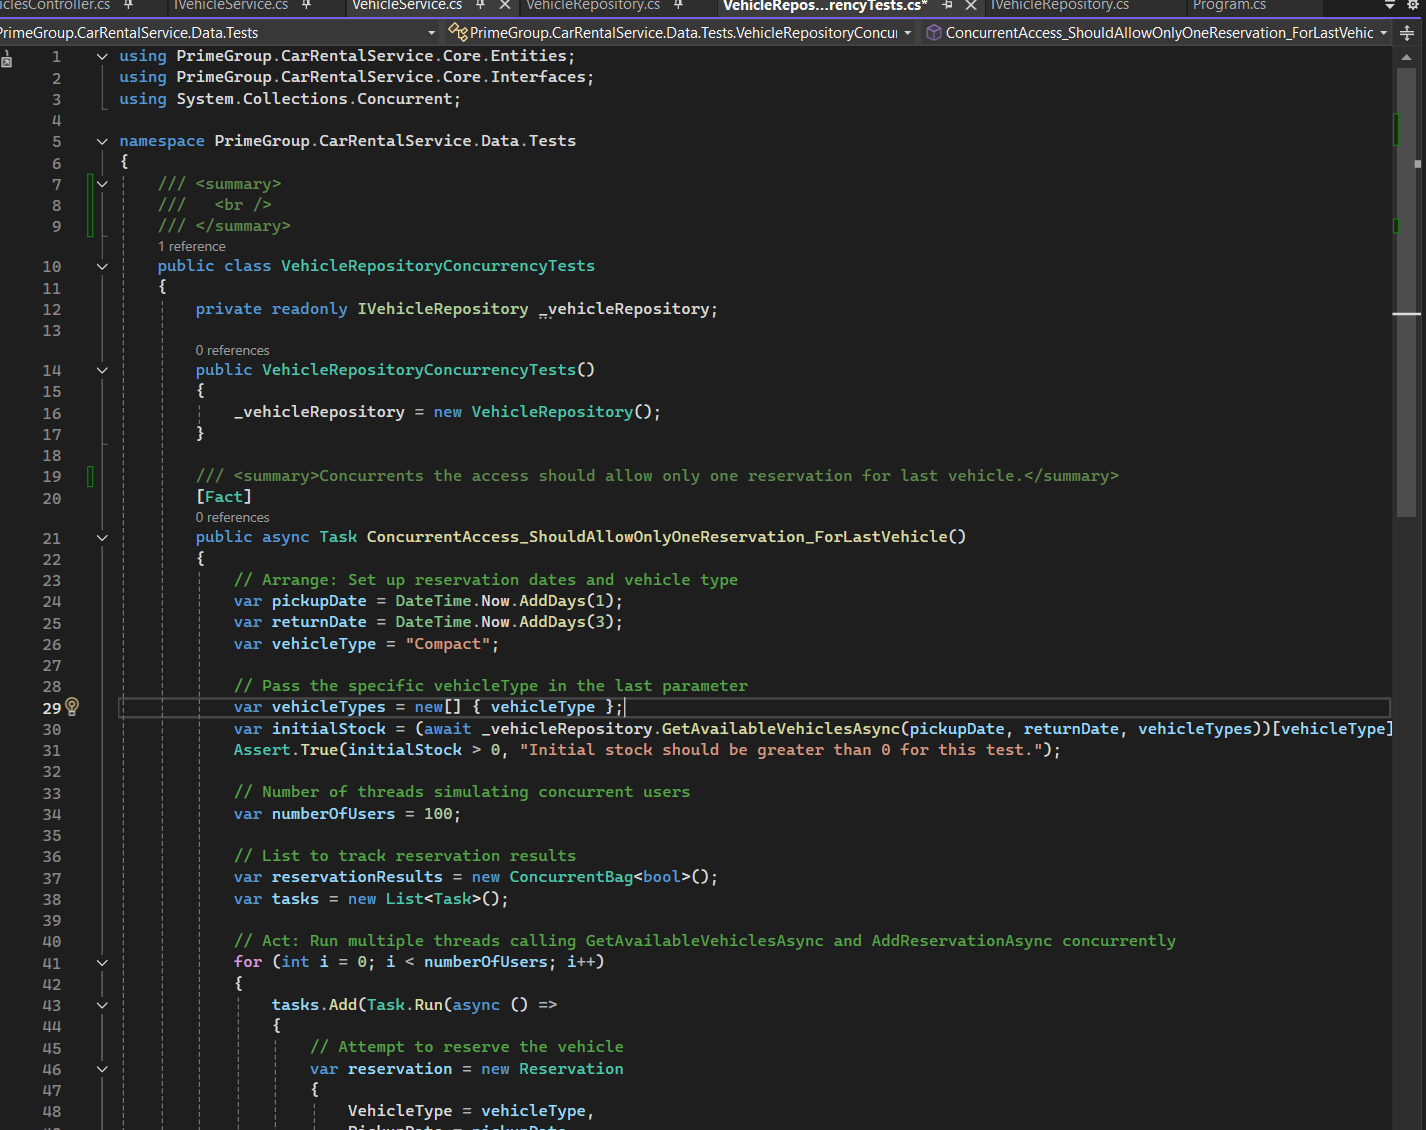 iclesController.cs IVehicleService.cs VehicleService.cs VehicleRepository.cs VehicleRepos...rrencyTests.cs* IVehicleRepository.cs Program.cs
PrimeGroup.CarRentalService.Data.Tests PrimeGroup.CarRentalService.Data.Tests.VehicleRepositoryConcu ConcurrentAccess_ShouldAllowOnlyOneReservation_ForLastVehic
1 using PrimeGroup.CarRentalService.Core.Entities;
2 using PrimeGroup.CarRentalService.Core.Interfaces;
3 using System.Collections.Concurrent;
4
5 namespace PrimeGroup.CarRentalService.Data.Tests
6 {
7 /// <summary>
8 /// <br />
9 /// </summary>
1 reference
10 public class VehicleRepositoryConcurrencyTests
11 {
12 private readonly IVehicleRepository _vehicleRepository;
13
0 references
14 public VehicleRepositoryConcurrencyTests()
15 {
16 _vehicleRepository = new VehicleRepository();
17 }
18
19 /// <summary>Concurrents the access should allow only one reservation for last vehicle.</summary>
20 [Fact]
0 references
21 public async Task ConcurrentAccess_ShouldAllowOnlyOneReservation_ForLastVehicle()
22 {
23 // Arrange: Set up reservation dates and vehicle type
24 var pickupDate = DateTime.Now.AddDays(1);
25 var returnDate = DateTime.Now.AddDays(3);
26 var vehicleType = "Compact";
27
28 // Pass the specific vehicleType in the last parameter
29 var vehicleTypes = new[] { vehicleType };
30 var initialStock = (await _vehicleRepository.GetAvailableVehiclesAsync(pickupDate, returnDate, vehicleTypes))[vehicleType]
31 Assert.True(initialStock > 0, "Initial stock should be greater than 0 for this test.");
32
33 // Number of threads simulating concurrent users
34 var numberOfUsers = 100;
35
36 // List to track reservation results
37 var reservationResults = new ConcurrentBag<bool>();
38 var tasks = new List<Task>();
39
40 // Act: Run multiple threads calling GetAvailableVehiclesAsync and AddReservationAsync concurrently
41 for (int i = 0; i < numberOfUsers; i++)
42 {
43 tasks.Add(Task.Run(async () =>
44 {
45 // Attempt to reserve the vehicle
46 var reservation = new Reservation
47 {
48 VehicleType = vehicleType,